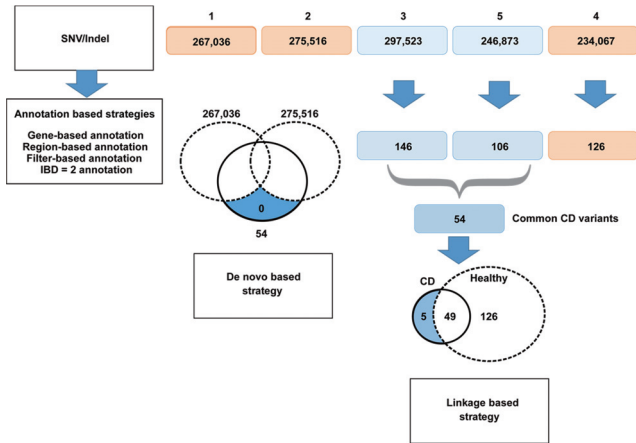 1 2 3 5 4
SNV/Indel
267,036 275,516 297,523 246,873 234,067
Annotation based strategies
Gene-based annotation
Region-based annotation
Filter-based annotation
IBD = 2 annotation
267,036 275,516
146 106 126
0
54
54 Common CD variants
De novo based
strategy
CD Healthy
5 49 126
Linkage based
strategy